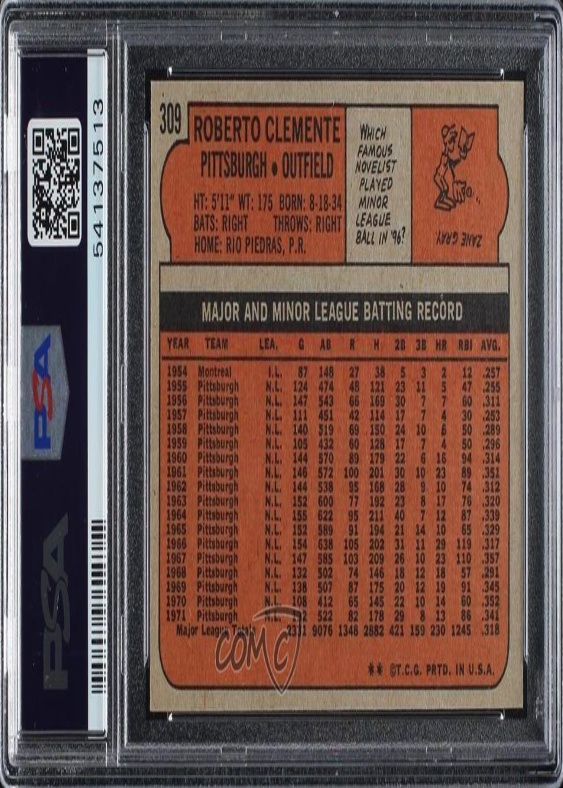 309
ROBERTO CLEMENTE
PITTSBURGH • OUTFIELD
HT: 5'11" WT: 175 BORN: 8-18-34
BATS: RIGHT THROWS: RIGHT
HOME: RIO PIEDRAS, P.R.
WHICH
FAMOUS
NOVELIST
PLAYED
MINOR
LEAGUE
BALL IN '96?
ZANE GRAY
MAJOR AND MINOR LEAGUE BATTING RECORD
YEAR TEAM LEA. G AB R H 2B 3B HR RBI AVG.
1954 Montreal I.L. 87 148 27 38 5 3 2 12 .257
1955 Pittsburgh N.L. 124 474 48 121 23 11 5 47 .255
1956 Pittsburgh N.L. 147 543 66 169 30 7 7 60 .311
1957 Pittsburgh N.L. 111 451 42 114 17 7 4 30 .253
1958 Pittsburgh N.L. 140 519 69 150 24 10 6 50 .289
1959 Pittsburgh N.L. 105 432 60 128 17 7 4 50 .296
1960 Pittsburgh N.L. 144 570 89 179 22 6 16 94 .314
1961 Pittsburgh N.L. 146 572 100 201 30 10 23 89 .351
1962 Pittsburgh N.L. 144 538 95 168 28 9 10 74 .312
1963 Pittsburgh N.L. 152 600 77 192 23 8 17 76 .320
1964 Pittsburgh N.L. 155 622 95 211 40 7 12 87 .339
1965 Pittsburgh N.L. 152 589 91 194 21 14 10 65 .329
Pittsburgh N.L. 154 638 105 202 31 11 29 119 .317
1967 Pittsburgh N.L. 147 585 103 209 26 10 23 110 .357
1968 Pittsburgh N.L. 132 502 74 146 18 12 18 57 .291
1969 Pittsburgh N.L. 138 507 87 175 20 12 19 91 .345
1970 Pittsburgh N.L. 412 65 145 22 10 14 60 .352
1971 Pittsburgh 522 82 178 29 8 13 86 .341
Major League Totals 2331 9076 1348 2882 421 159 230 1245 .318
** ©T.C.G. PRTD. IN U.S.A.
COMC
54137513
PSA
PSA